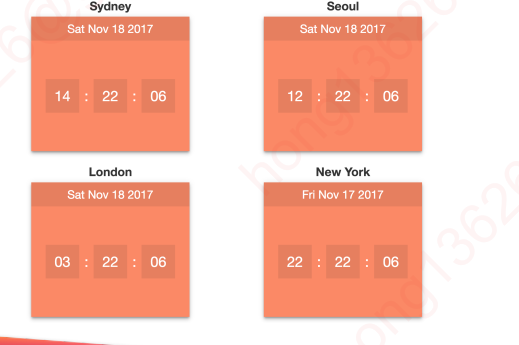 Sydney
Sat Nov 18 2017
14 : 22 : 06
Seoul
Sat Nov 18 2017
12 : 22 : 06
London
Sat Nov 18 2017
03 : 22 : 06
New York
Fri Nov 17 2017
22 : 22 : 06
hong13626